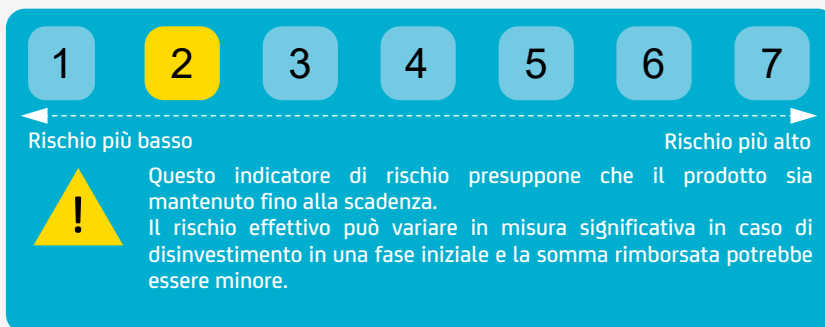 1 2 3 4 5 6 7
Rischio più basso Rischio più alto
!
Questo indicatore di rischio presuppone che il prodotto sia
mantenuto fino alla scadenza.
Il rischio effettivo può variare in misura significativa in caso di
disinvestimento in una fase iniziale e la somma rimborsata potrebbe
essere minore.